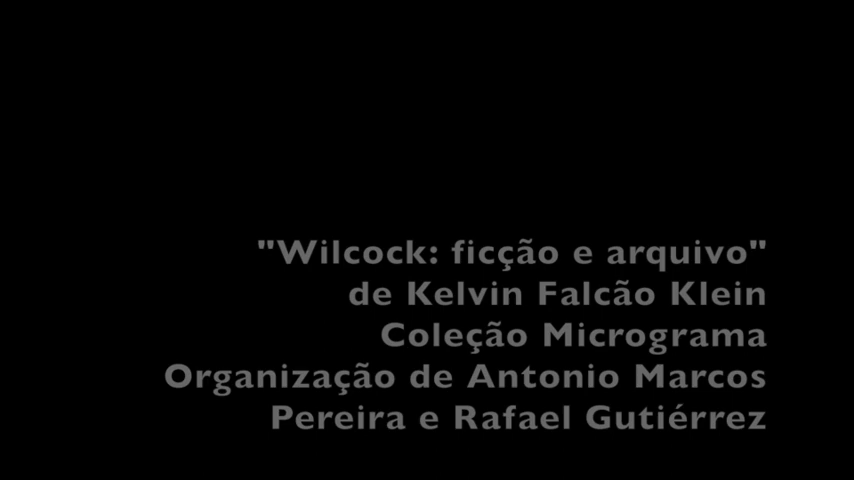 "Wilcock: ficção e arquivo"
de Kelvin Falcão Klein
Coleção Micrograma
Organização de Antonio Marcos
Pereira e Rafael Gutiérrez